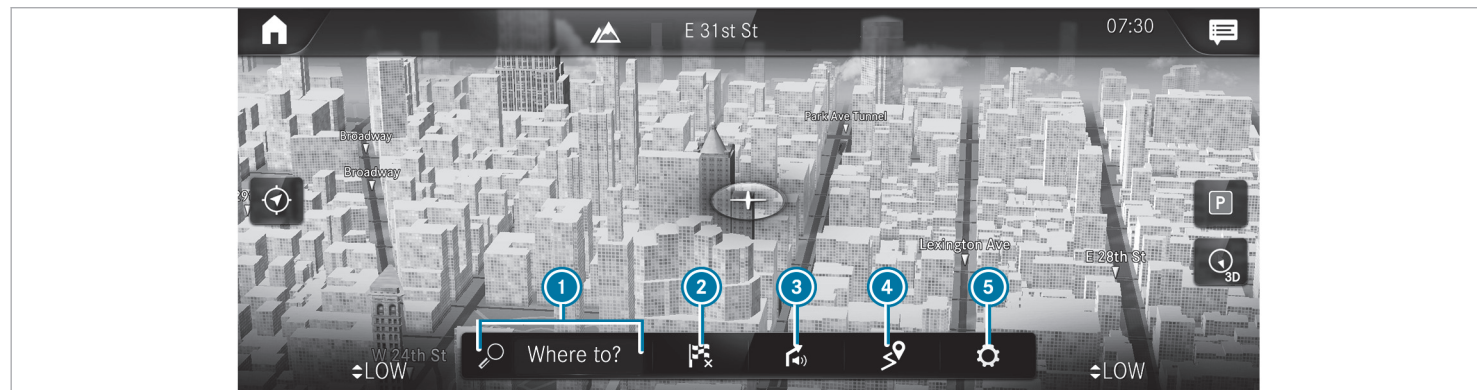 E 31st St
07:30
Park Ave Tunnel
Broadway
Broadway
29
P
Lexington Ave
E 28th St
3D
1
2
3
4
5
Where to?
W 24th St
LOW
LOW